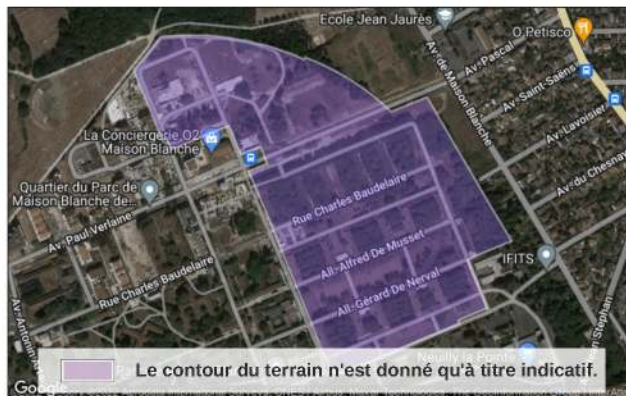 Ecole Jean Jaurès
O.Petisco
Av. de Maison Blanche
Av. Pascal
Av. Saint-Saëns
Av. Lavoisier
Av. du Chesnay
La Conciergerie O2
Maison Blanche
Quartier du Parc de
Maison Blanche de...
Av. Paul Verlaine
Rue Charles Baudelaire
All. Alfred De Musset
IFITS
Rue Charles Baudelaire
All. Gérard De Nerval
Neuilly la Pointe
Stephan
Le contour du terrain n'est donné qu'à titre indicatif.
Google